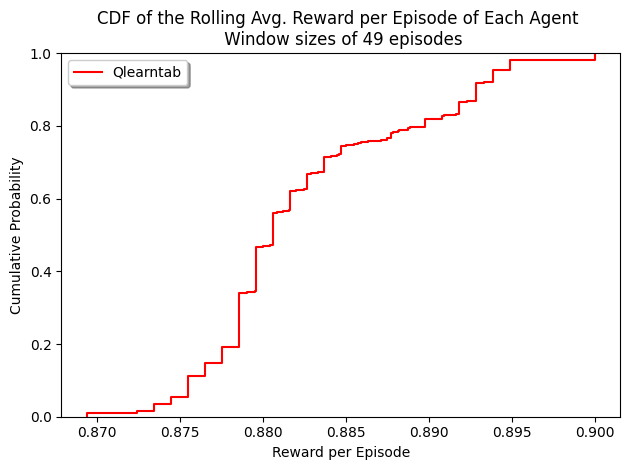 CDF of the Rolling Avg. Reward per Episode of Each Agent
Window sizes of 49 episodes
Qlearntab
Cumulative Probability
1.0
0.8
0.6
0.4
0.2
0.0
0.870 0.875 0.880 0.885 0.890 0.895 0.900
Reward per Episode